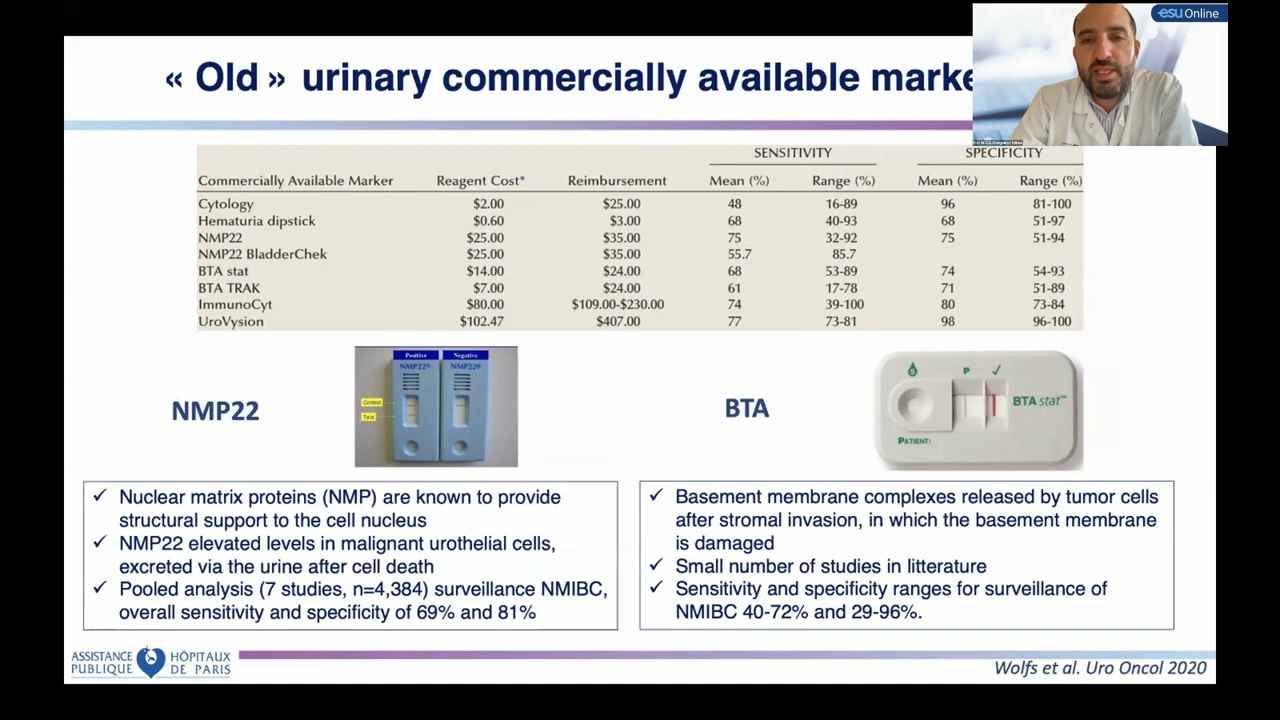 esu Online
« Old » urinary commercially available
SENSITIVITY SPECIFICITY
Commercially Available Marker Reagent Cost* Reimbursement Mean (%) Range (%) Mean (%) Range (%)
Cytology $2.00 $25.00 48 16-89 96 81-100
Hematuria dipstick $0.60 $3.00 68 40-93 68 51-97
NMP22 $25.00 $35.00 75 32-92 75 51-94
NMP22 BladderChek $25.00 $35.00 55.7 85.7
BTA stat $14.00 $24.00 68 53-89 74 54-93
BTA TRAK $7.00 $24.00 61 17-78 71 51-89
ImmunoCyt $80.00 $109.00-$230.00 74 39-100 80 73-84
UroVysion $102.47 $407.00 77 73-81 98 96-100
NMP22
Positive Negative
NMP22® NMP22®
Control
Test
BTA
S P ✓
BTA stat™
PATIENT:
✓ Nuclear matrix proteins (NMP) are known to provide
structural support to the cell nucleus
✓ NMP22 elevated levels in malignant urothelial cells,
excreted via the urine after cell death
✓ Pooled analysis (7 studies, n=4,384) surveillance NMIBC,
overall sensitivity and specificity of 69% and 81%
✓ Basement membrane complexes released by tumor cells
after stromal invasion, in which the basement membrane
is damaged
✓ Small number of studies in litterature
✓ Sensitivity and specificity ranges for surveillance of
NMIBC 40-72% and 29-96%.
ASSISTANCE HÔPITAUX
PUBLIQUE DE PARIS
Wolfs et al. Uro Oncol 2020